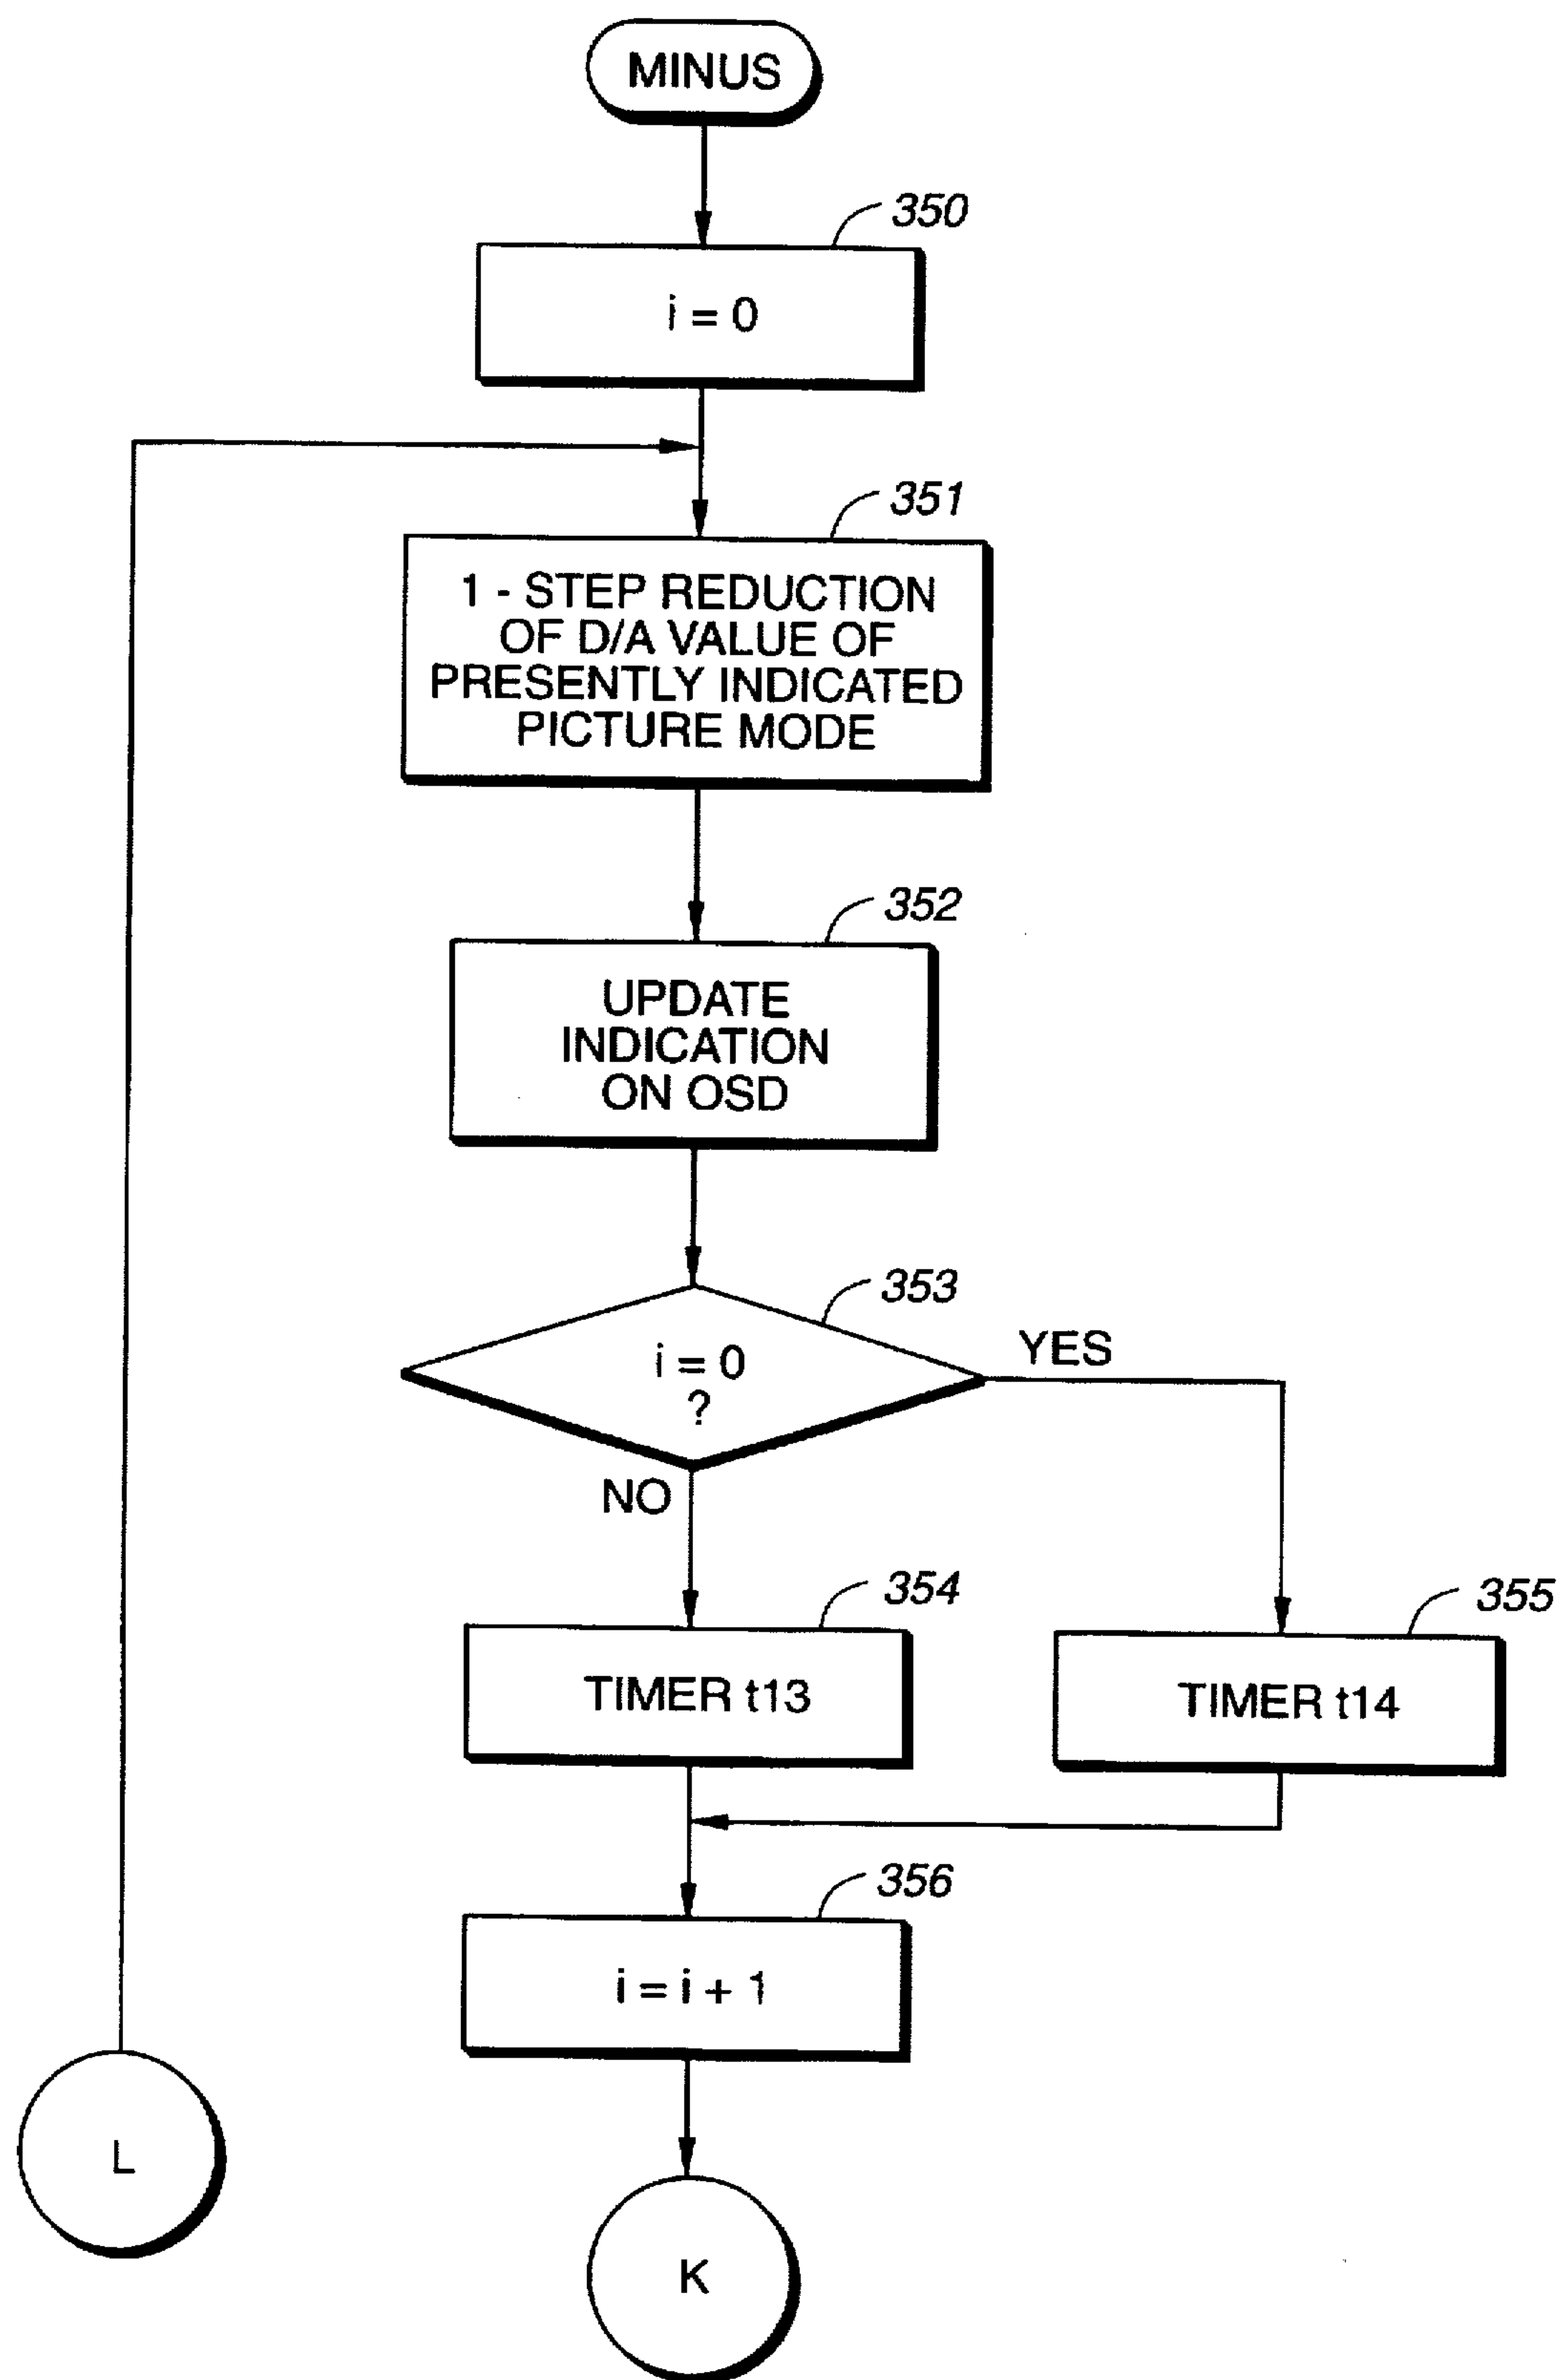 MINUS
350
i = 0
351
1 - STEP REDUCTION
OF D/A VALUE OF
PRESENTLY INDICATED
PICTURE MODE
352
UPDATE
INDICATION
ON OSD
353
i = 0
?
YES
NO
354
TIMER t13
355
TIMER t14
356
i = i + 1
L
K